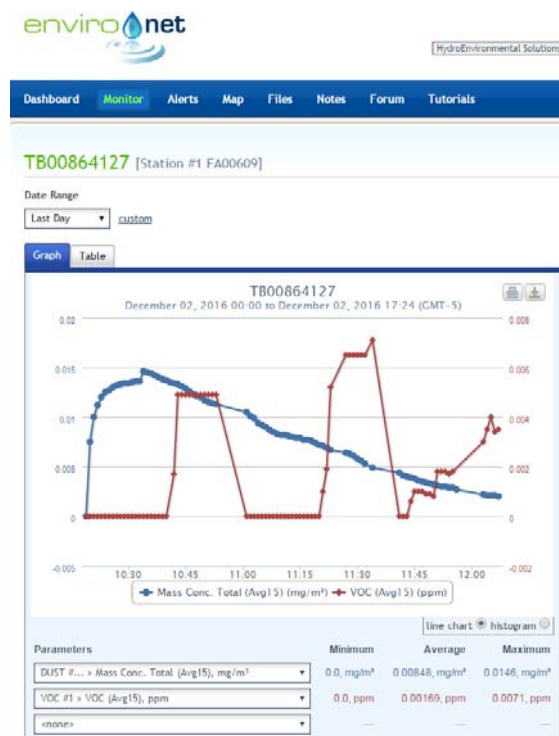 enviro net
HydroEnvironmental Solutions
Dashboard Monitor Alerts Map Files Notes Forum Tutorials
TB00864127 [Station #1 FA00609]
Date Range
Last Day custom
Graph Table
TB00864127
December 02, 2016 00:00 to December 02, 2016 17:24 (GMT-5)
0.02 0.008
0.015 0.006
0.01 0.004
0.005 0.002
0 0
-0.005 -0.002
10:30 10:45 11:00 11:15 11:30 11:45 12:00
Mass Conc. Total (Avg15) (mg/m³) VOC (Avg15) (ppm)
line chart histogram
Parameters Minimum Average Maximum
DUST #... » Mass Conc. Total (Avg15), mg/m³ 0.0, mg/m³ 0.00848, mg/m³ 0.0146, mg/m³
VOC #1 » VOC (Avg15), ppm 0.0, ppm 0.00169, ppm 0.0071, ppm
<none> — — —